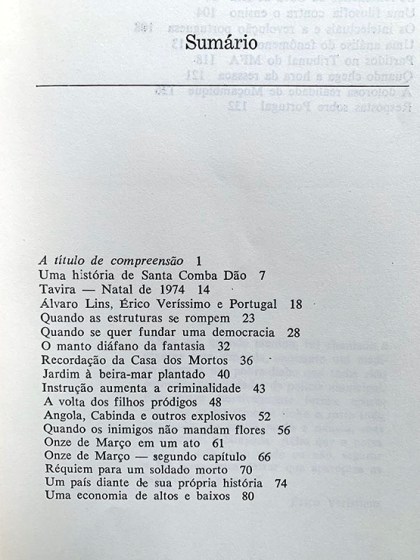 Sumário
A título de compreensão 1
Uma história de Santa Comba Dão 7
Tavira — Natal de 1974 14
Álvaro Lins, Érico Veríssimo e Portugal 18
Quando as estruturas se rompem 23
Quando se quer fundar uma democracia 28
O manto diáfano da fantasia 32
Recordação da Casa dos Mortos 36
Jardim à beira-mar plantado 40
Instrução aumenta a criminalidade 43
A volta dos filhos pródigos 48
Angola, Cabinda e outros explosivos 52
Quando os inimigos não mandam flores 56
Onze de Março em um ato 61
Onze de Março — segundo capítulo 66
Réquiem para um soldado morto 70
Um país diante de sua própria história 74
Uma economia de altos e baixos 80